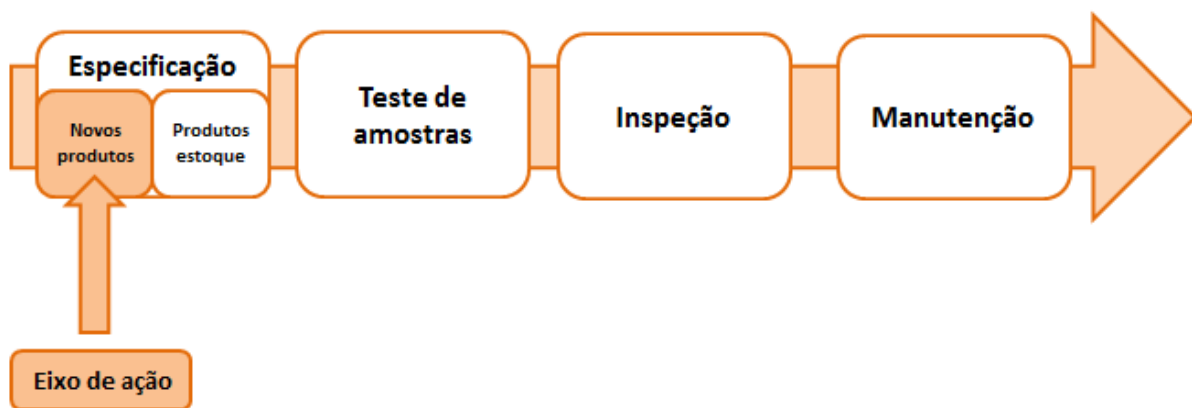 Especificação
Novos
produtos
Produtos
estoque
Teste de
amostras
Inspeção
Manutenção
Eixo de ação